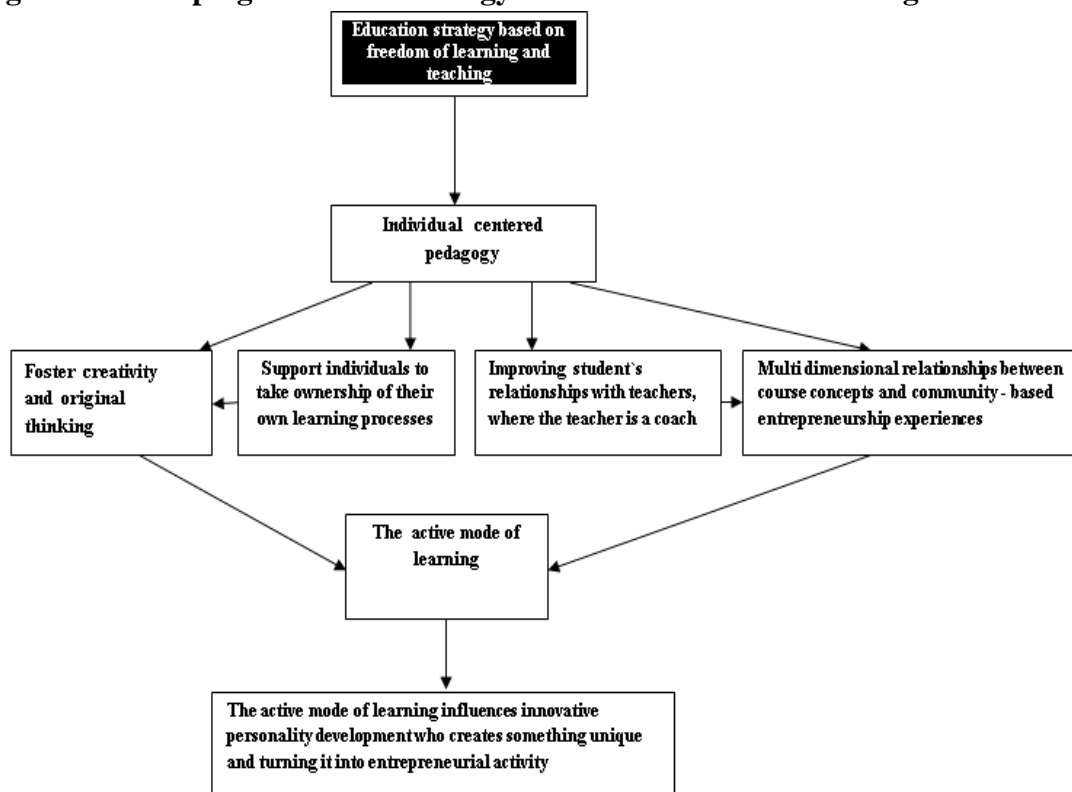 Education strategy based on
freedom of learning and
teaching
Individual centered
pedagogy
Foster creativity
and original
thinking
Support individuals to
take ownership of their
own learning processes
Improving student`s
relationships with teachers,
where the teacher is a coach
Multi dimensional relationships between
course concepts and community - based
entrepreneurship experiences
The active mode of
learning
The active mode of learning influences innovative
personality development who creates something unique
and turning it into entrepreneurial activity